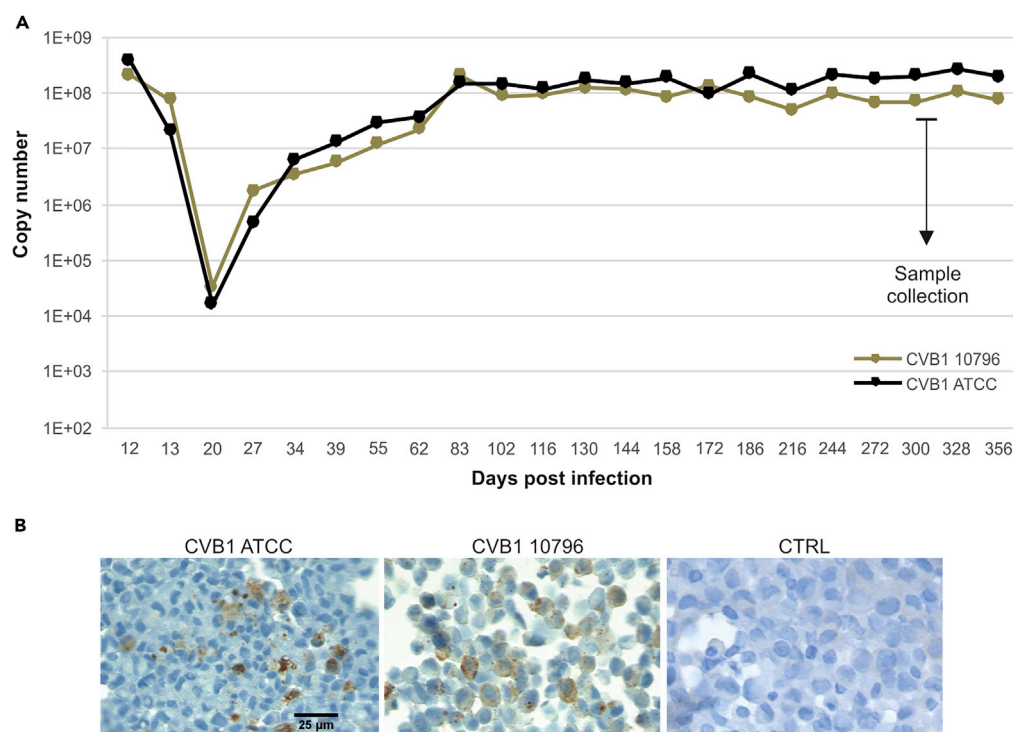 A
1E+09
1E+08
1E+07
1E+06
1E+05
1E+04
1E+03
1E+02
Copy number
Sample
collection
CVB1 10796
CVB1 ATCC
12 13 20 27 34 39 55 62 83 102 116 130 144 158 172 186 216 244 272 300 328 356
Days post infection
B
CVB1 ATCC CVB1 10796 CTRL
25 µm